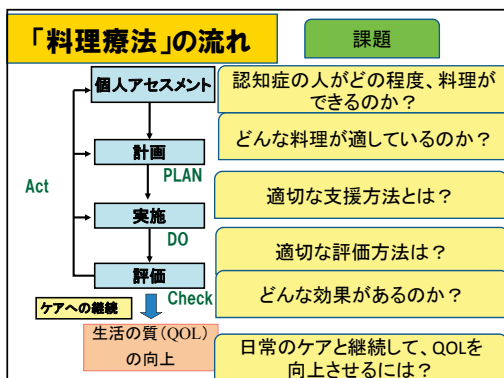 「料理療法」の流れ
課題
個人アセスメント
認知症の人がどの程度、料理が
できるのか？
どんな料理が適しているのか？
計画
PLAN
Act
適切な支援方法とは？
実施
DO
適切な評価方法は？
評価
Check
どんな効果があるのか？
ケアへの継続
生活の質(QOL)
の向上
日常のケアと継続して、QOLを
向上させるには？